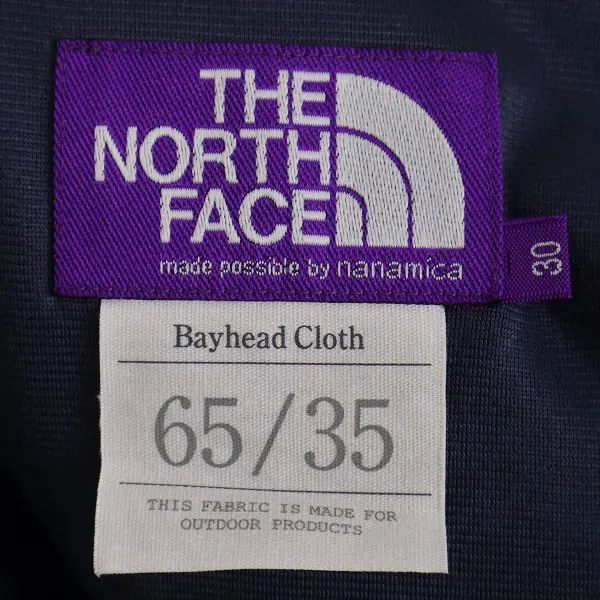 THE
NORTH
FACE
made possible by nanamica
30
Bayhead Cloth
65/35
THIS FABRIC IS MADE FOR
OUTDOOR PRODUCTS